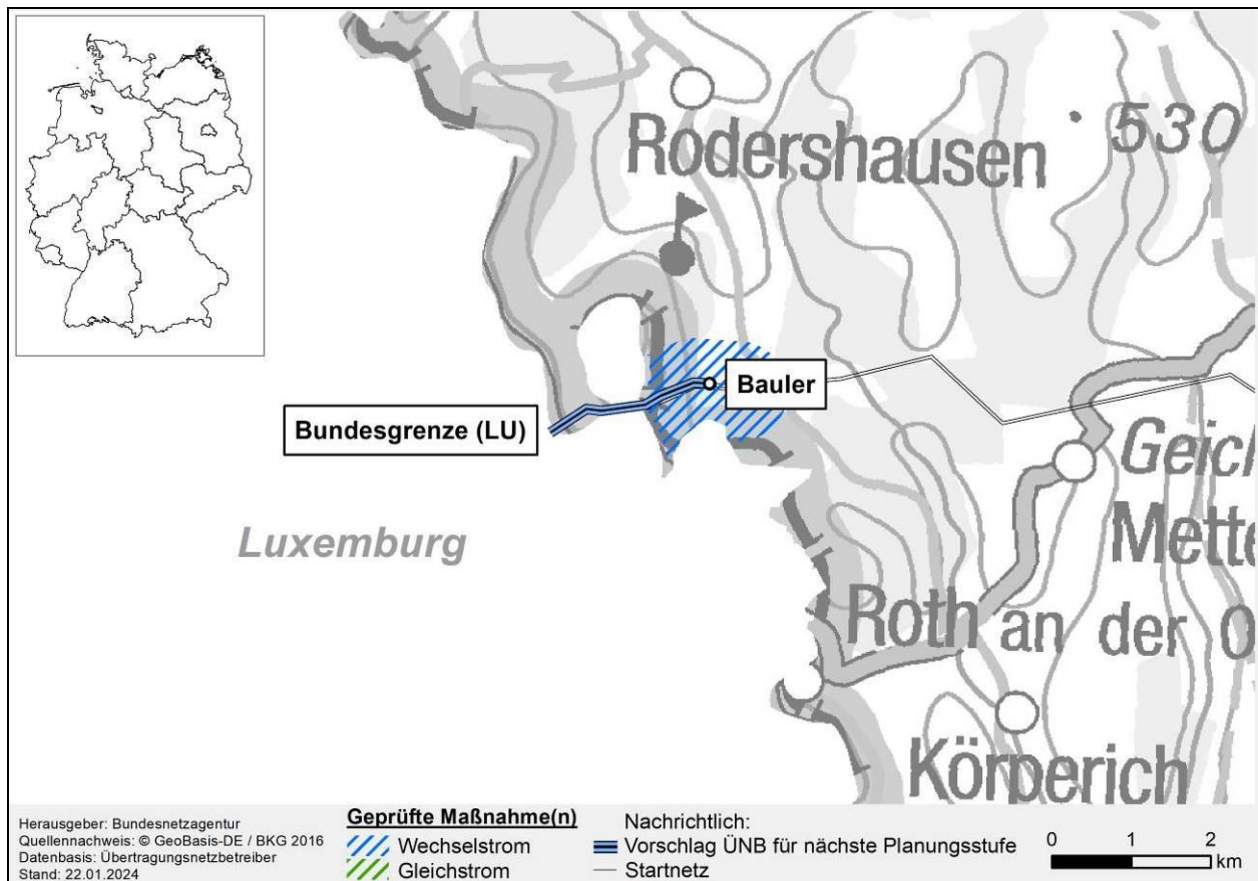 Rodershausen
530
Bauler
Bundesgrenze (LU)
Luxemburg
Geich
Mette
Roth an der O
Körperich
Herausgeber: Bundesnetzagentur
Quellennachweis: © GeoBasis-DE / BKG 2016
Datenbasis: Übertragungsnetzbetreiber
Stand: 22.01.2024
Geprüfte Maßnahme(n)
Wechselstrom
Gleichstrom
Nachrichtlich:
Vorschlag ÜNB für nächste Planungsstufe
Startnetz
0 1 2
km